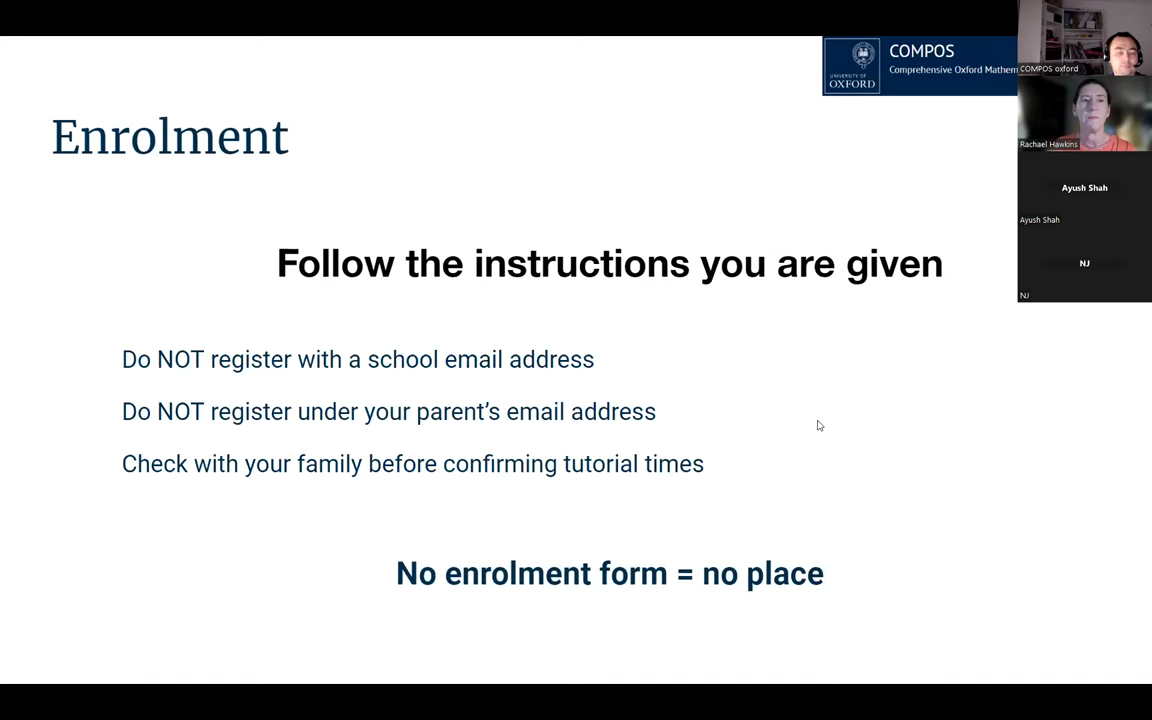 UNIVERSITY OF
OXFORD
COMPOS
Comprehensive Oxford Mathem
Enrolment
Follow the instructions you are given
Do NOT register with a school email address
Do NOT register under your parent's email address
Check with your family before confirming tutorial times
No enrolment form = no place
COMPOS oxford
Rachael Hawkins
Ayush Shah
Ayush Shah
NJ
NJ